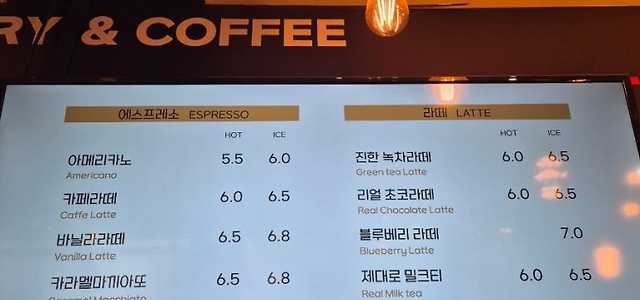 RY & COFFEE
에스프레소 ESPRESSO
HOT ICE
아메리카노 5.5 6.0
Americano
카페라떼 6.0 6.5
Caffe Latte
바닐라라떼 6.5 6.8
Vanilla Latte
카라멜마끼아또 6.5 6.8
Caramel Macchiato
라떼 LATTE
HOT ICE
진한 녹차라떼 6.0 6.5
Green tea Latte
리얼 초코라떼 6.0 6.5
Real Chocolate Latte
블루베리 라떼 7.0
Blueberry Latte
제대로 밀크티 6.0 6.5
Real Milk tea